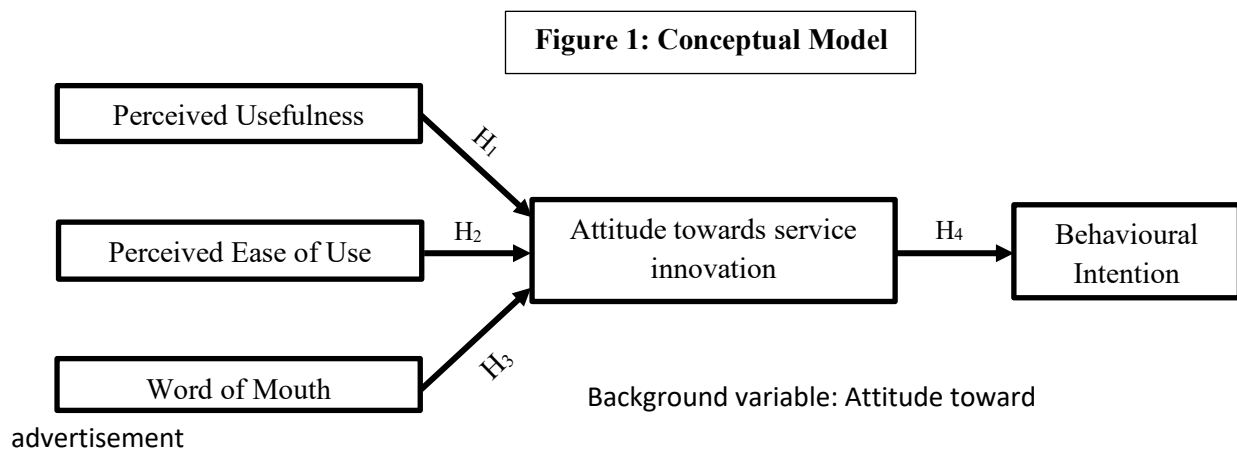 Figure 1: Conceptual Model
Perceived Usefulness
H₁
Perceived Ease of Use
H₂
Attitude towards service
innovation
H₄
Behavioural
Intention
Word of Mouth
H₃
Background variable: Attitude toward
advertisement